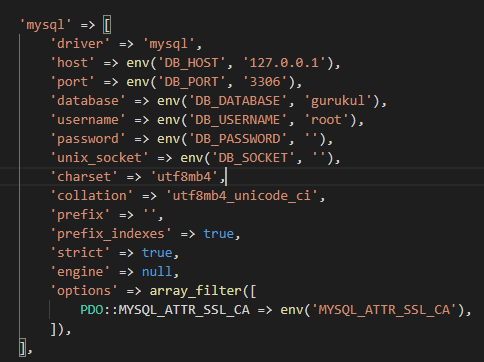 'mysql' => [
'driver' => 'mysql',
'host' => env('DB_HOST', '127.0.0.1'),
'port' => env('DB_PORT', '3306'),
'database' => env('DB_DATABASE', 'gurukul'),
'username' => env('DB_USERNAME', 'root'),
'password' => env('DB_PASSWORD', ''),
'unix_socket' => env('DB_SOCKET', ''),
'charset' => 'utf8mb4',
'collation' => 'utf8mb4_unicode_ci',
'prefix' => '',
'prefix_indexes' => true,
'strict' => true,
'engine' => null,
'options' => array_filter([
PDO::MYSQL_ATTR_SSL_CA => env('MYSQL_ATTR_SSL_CA'),
]),
],